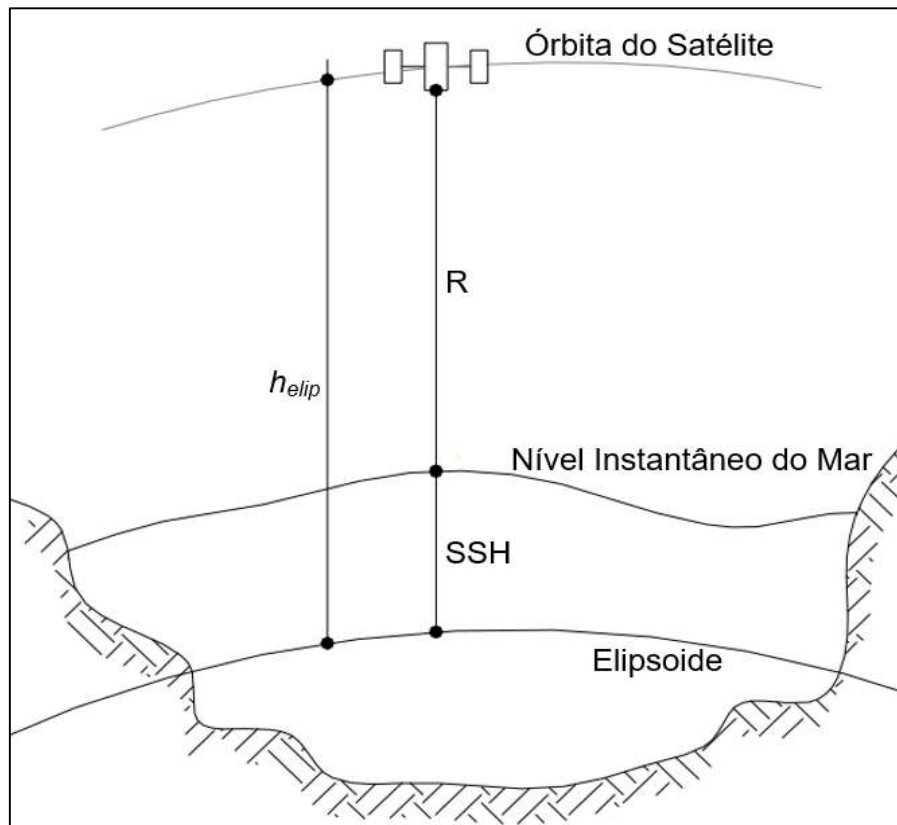 Órbita do Satélite
R
h_elip
Nível Instantâneo do Mar
SSH
Elipsoide